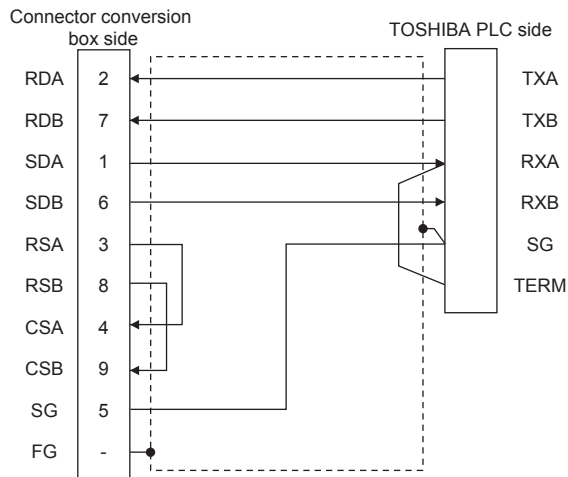 Connector conversion
box side
TOSHIBA PLC side
RDA 2 TXA
RDB 7 TXB
SDA 1 RXA
SDB 6 RXB
RSA 3 SG
RSB 8 TERM
CSA 4
CSB 9
SG 5
FG -